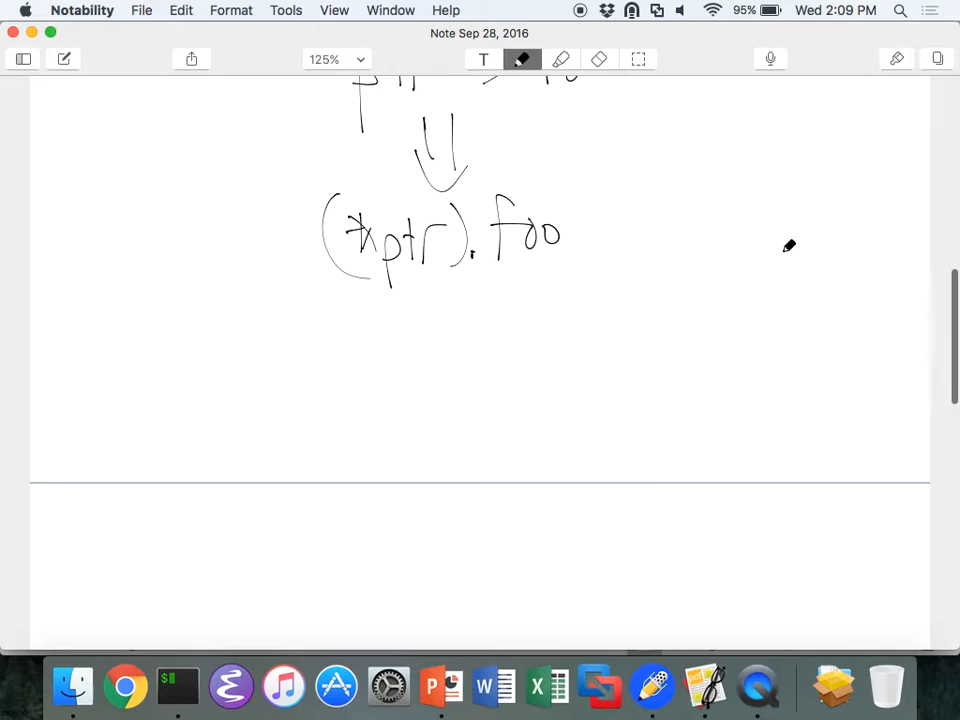 Notability File Edit Format Tools View Window Help 95% Wed 2:09 PM
Note Sep 28, 2016
125% T
(*ptr).foo
$
P W X
pdf